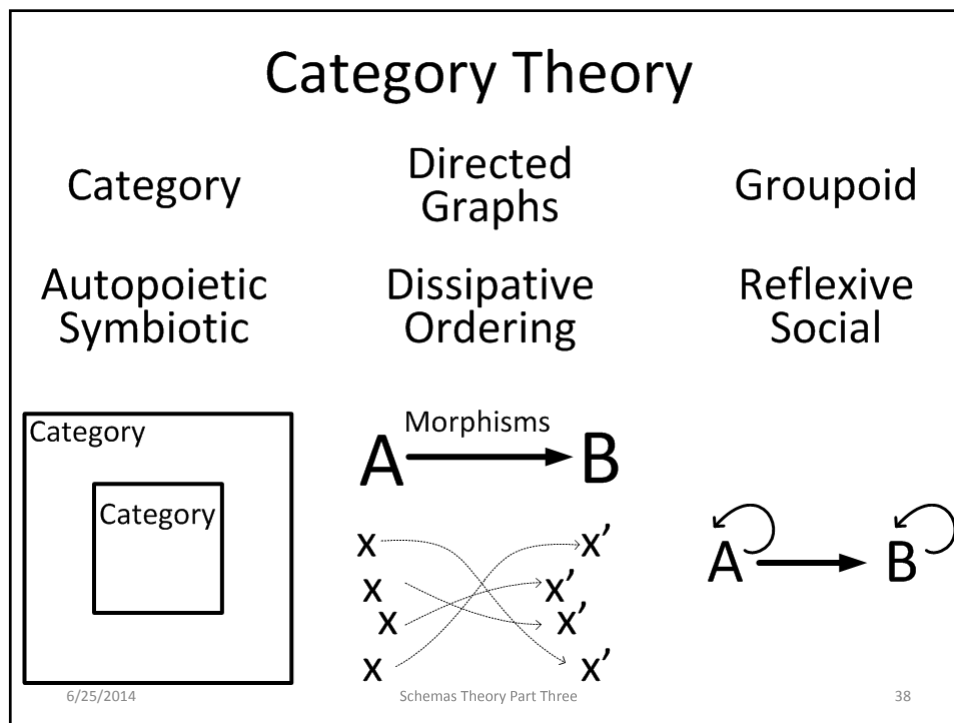 Category Theory
Category
Directed
Graphs
Groupoid
Autopoietic
Symbiotic
Dissipative
Ordering
Reflexive
Social
Category
Category
Morphisms
A B
x x'
x x'
x x'
x x'
A B
6/25/2014 Schemas Theory Part Three 38